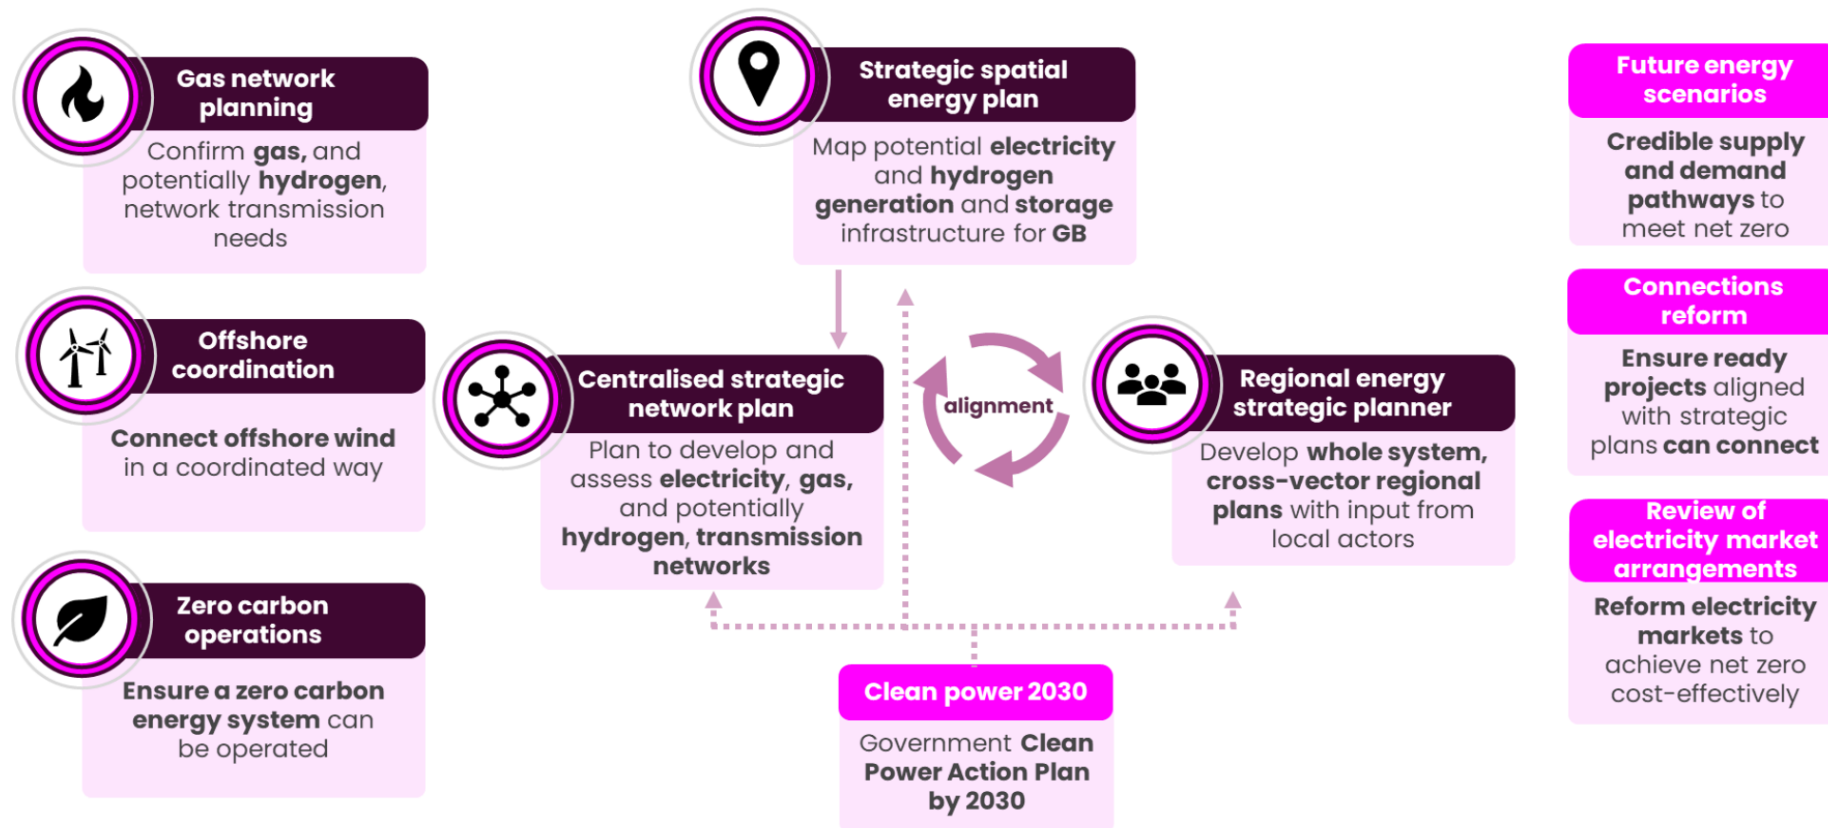 Gas network
planning
Confirm gas, and
potentially hydrogen,
network transmission
needs
Offshore
coordination
Connect offshore wind
in a coordinated way
Zero carbon
operations
Ensure a zero carbon
energy system can
be operated
Strategic spatial
energy plan
Map potential electricity
and hydrogen
generation and storage
infrastructure for GB
Centralised strategic
network plan
Plan to develop and
assess electricity, gas,
and potentially
hydrogen, transmission
networks
alignment
Regional energy
strategic planner
Develop whole system,
cross-vector regional
plans with input from
local actors
Clean power 2030
Government Clean
Power Action Plan
by 2030
Future energy
scenarios
Credible supply
and demand
pathways to
meet net zero
Connections
reform
Ensure ready
projects aligned
with strategic
plans can connect
Review of
electricity market
arrangements
Reform electricity
markets to
achieve net zero
cost-effectively